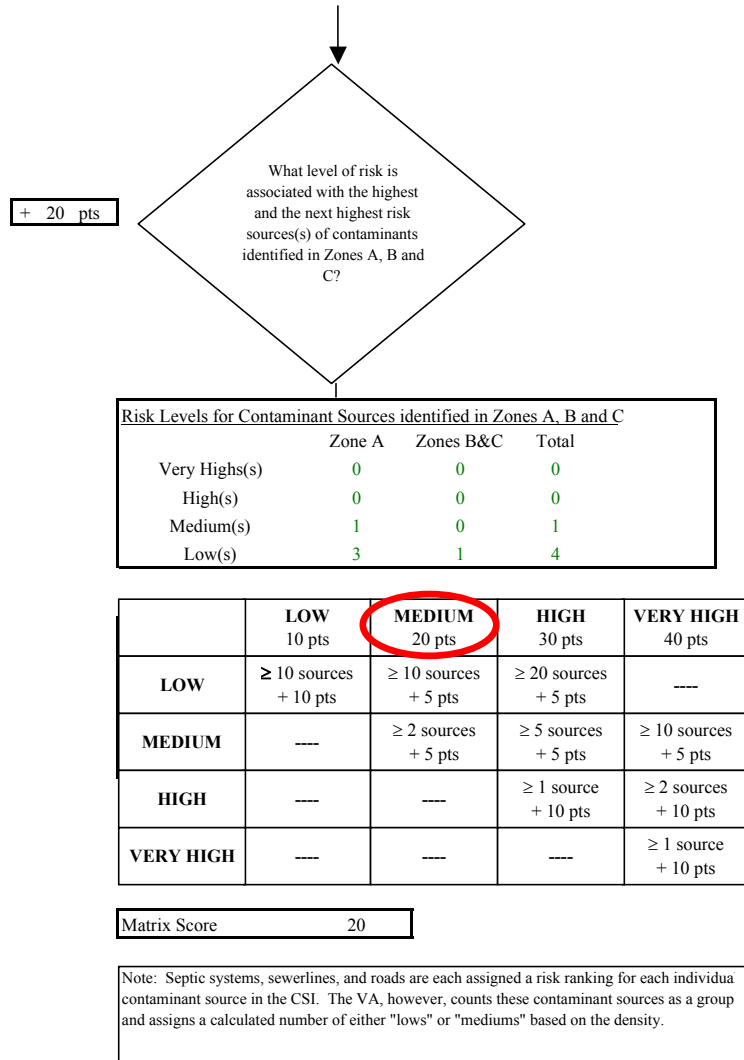 What level of risk is
associated with the highest
and the next highest risk
sources(s) of contaminants
identified in Zones A, B and
C?
+ 20 pts
Risk Levels for Contaminant Sources identified in Zones A, B and C
Zone A Zones B&C Total
Very Highs(s) 0 0 0
High(s) 0 0 0
Medium(s) 1 0 1
Low(s) 3 1 4
LOW MEDIUM HIGH VERY HIGH
10 pts 20 pts 30 pts 40 pts
LOW ≥ 10 sources ≥ 10 sources ≥ 20 sources ----
+ 10 pts + 5 pts + 5 pts
MEDIUM ---- ≥ 2 sources ≥ 5 sources ≥ 10 sources
+ 5 pts + 5 pts + 5 pts
HIGH ---- ---- ≥ 1 source ≥ 2 sources
+ 10 pts + 10 pts
VERY HIGH ---- ---- ---- ≥ 1 source
+ 10 pts
Matrix Score 20
Note: Septic systems, sewerlines, and roads are each assigned a risk ranking for each individua
contaminant source in the CSI. The VA, however, counts these contaminant sources as a group
and assigns a calculated number of either "lows" or "mediums" based on the density.